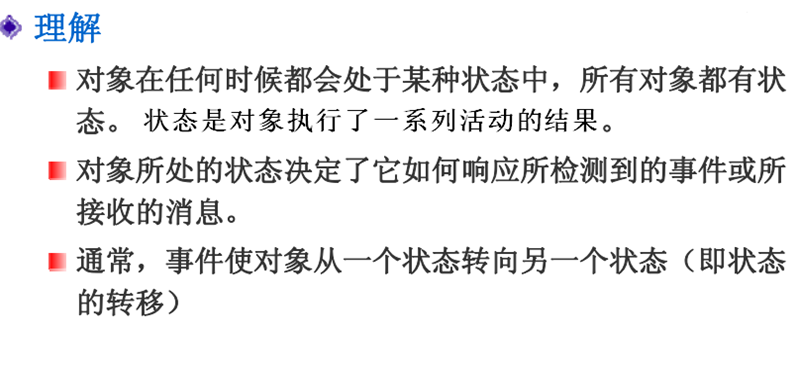 理解
对象在任何时候都会处于某种状态中，所有对象都有状
态。 状态是对象执行了一系列活动的结果。
对象所处的状态决定了它如何响应所检测到的事件或所
接收的消息。
通常，事件使对象从一个状态转向另一个状态（即状态
的转移）